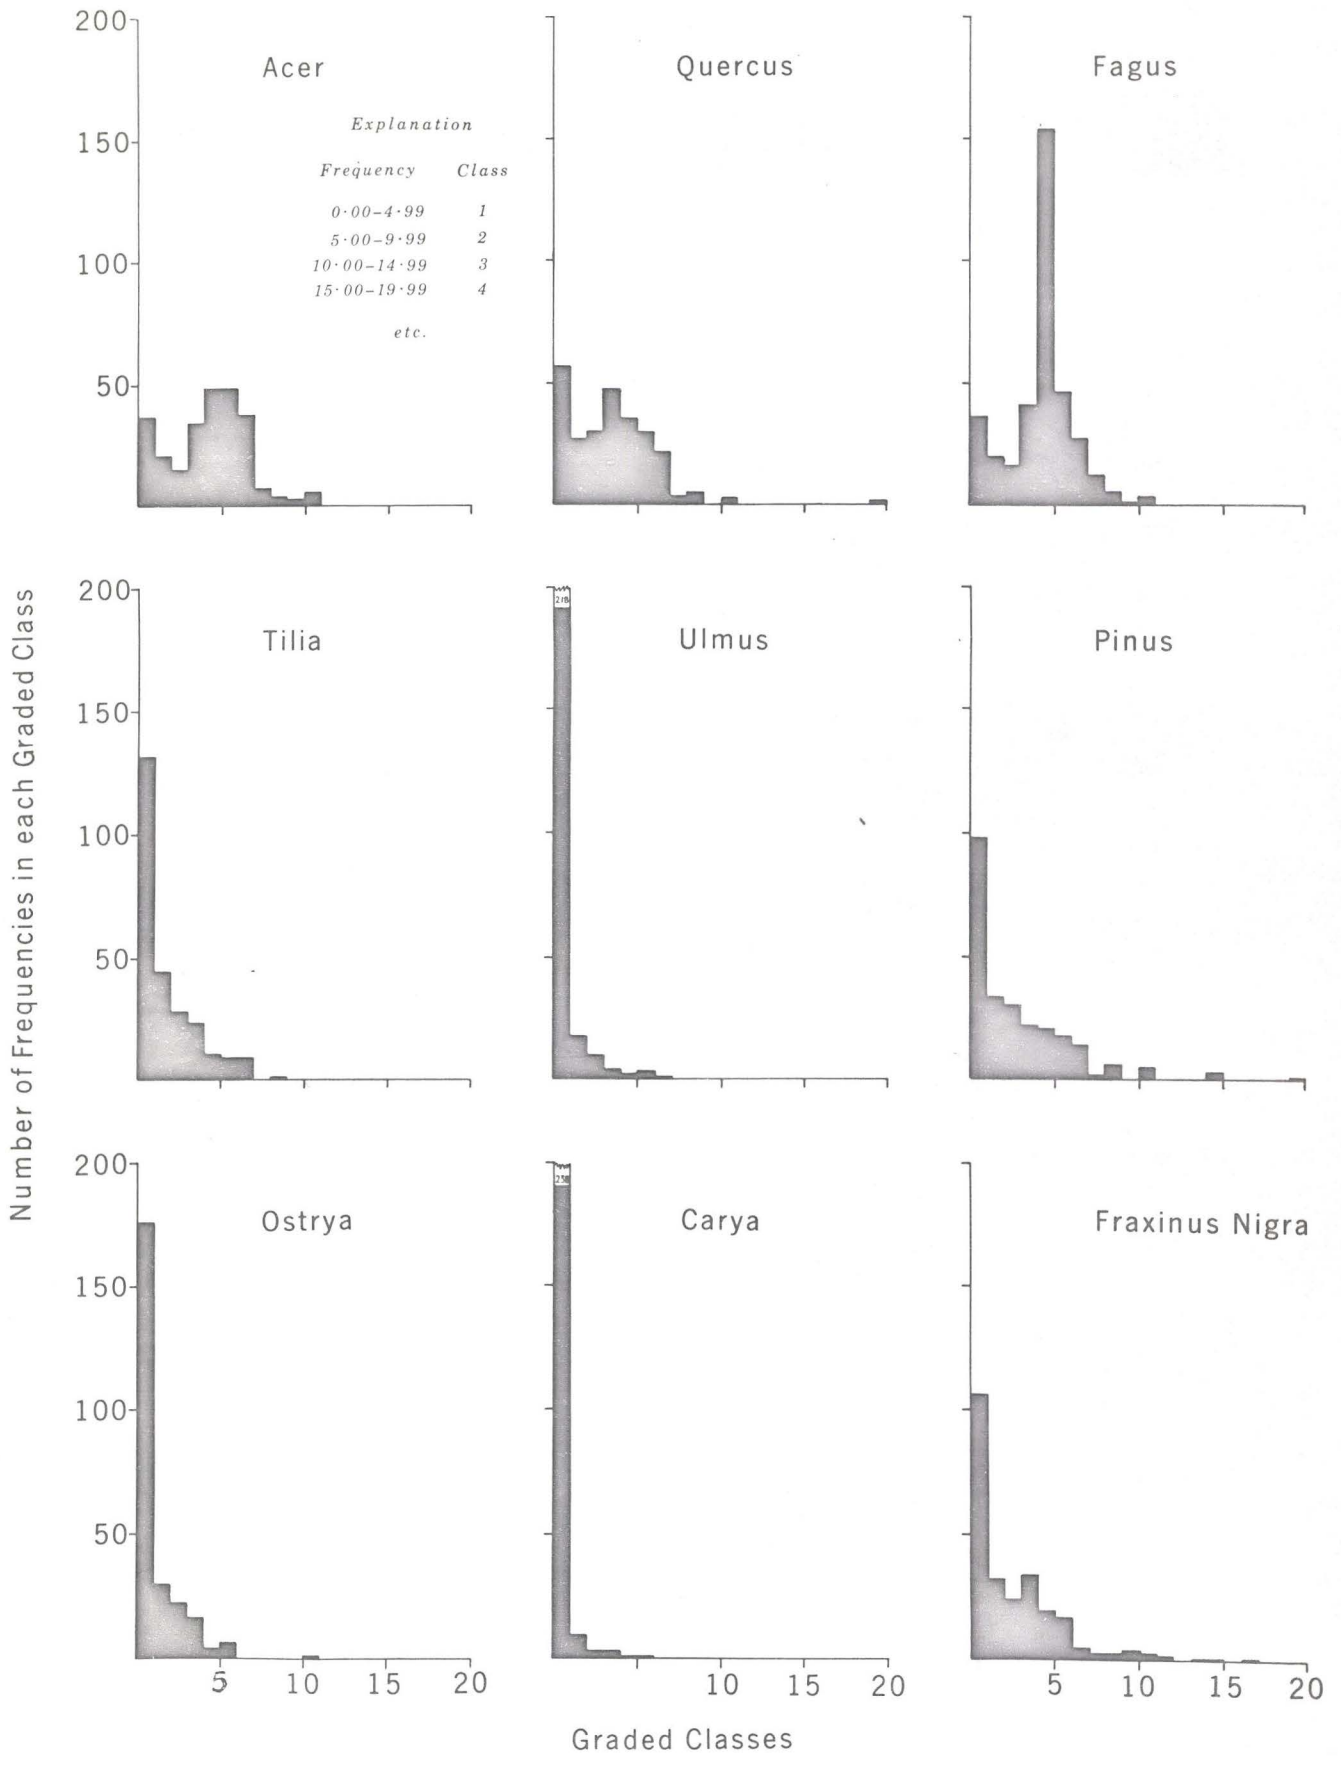 200
150
100
50
Acer
Explanation
Frequency Class
0·00–4·99 1
5·00–9·99 2
10·00–14·99 3
15·00–19·99 4
etc.
Quercus
Fagus
Number of Frequencies in each Graded Class
200
150
100
50
Tilia
218
Ulmus
Pinus
200
150
100
50
Ostrya
Carya
Fraxinus Nigra
5 10 15 20
10 15 20
5 10 15 20
Graded Classes